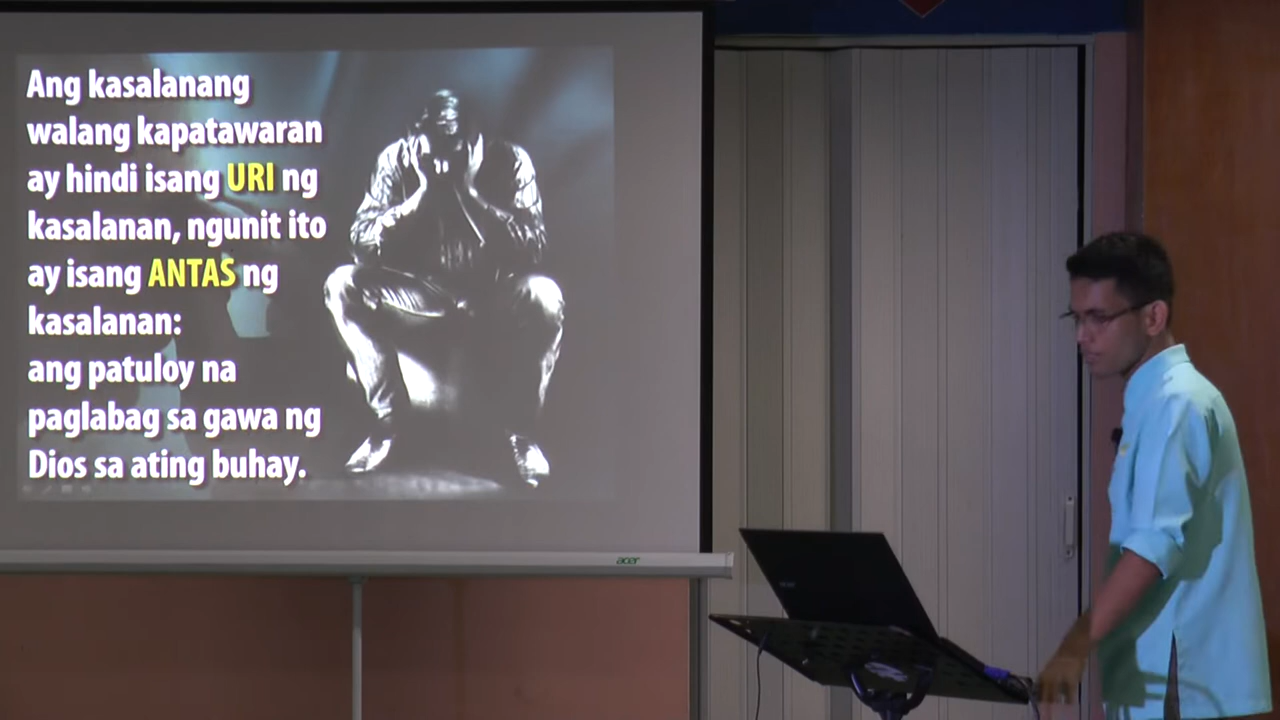 Ang kasalanang
walang kapatawaran
ay hindi isang URI ng
kasalanan, ngunit ito
ay isang ANTAS ng
kasalanan:
ang patuloy na
paglabag sa gawa ng
Dios sa ating buhay.
acer